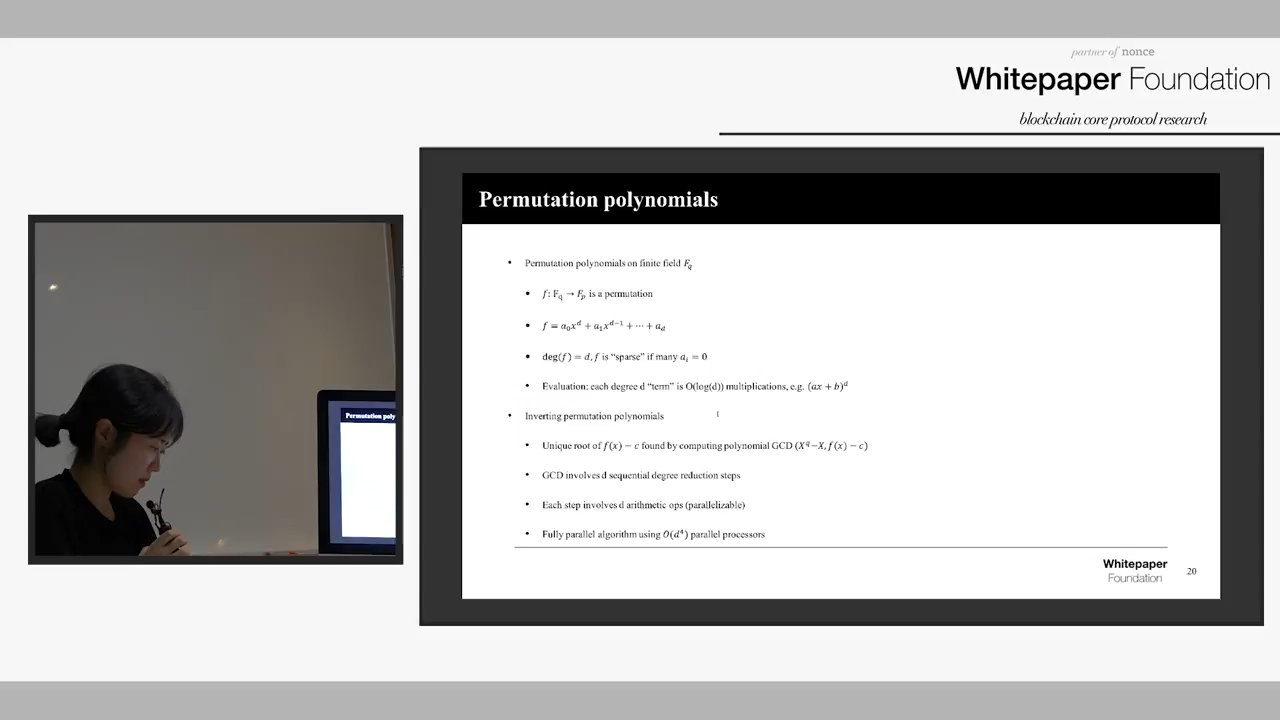 partner of nonce
Whitepaper Foundation
blockchain core protocol research
Permutation polynomials
• Permutation polynomials on finite field F_q
• f: F_q → F_p is a permutation
• f = a_0x^d + a_1x^{d−1} + ⋯ + a_d
• deg(f) = d, f is “sparse” if many a_i = 0
• Evaluation: each degree d “term” is O(log(d)) multiplications, e.g. (ax + b)^d
• Inverting permutation polynomials
• Unique root of f(x) − c found by computing polynomial GCD (X^q−X, f(x) − c)
• GCD involves d sequential degree reduction steps
• Each step involves d arithmetic ops (parallelizable)
• Fully parallel algorithm using O(d^4) parallel processors
Whitepaper
Foundation
20
Permutation poly